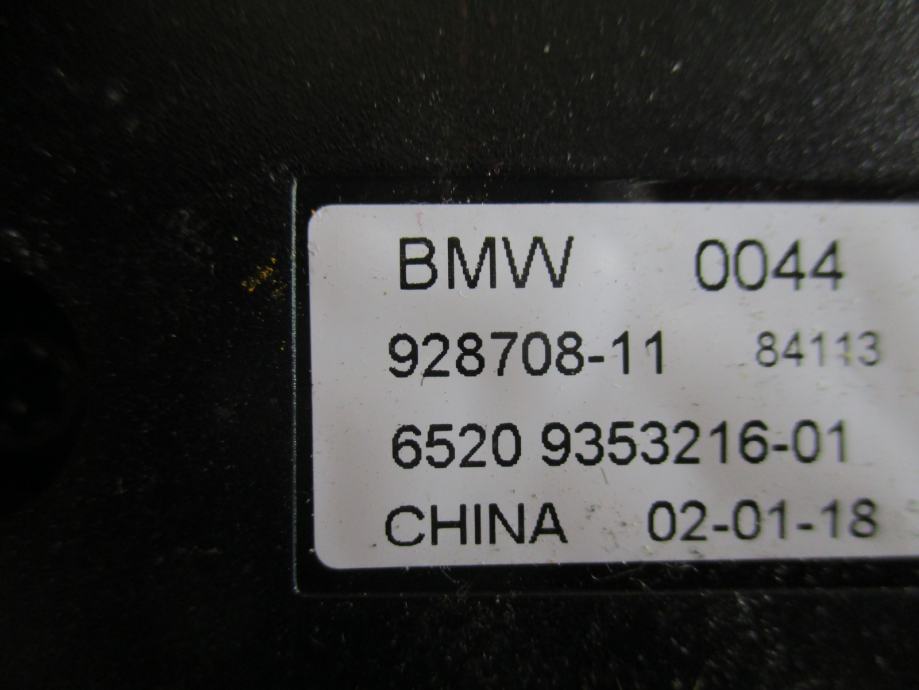 BMW 0044
928708-11 84113
6520 9353216-01
CHINA 02-01-18